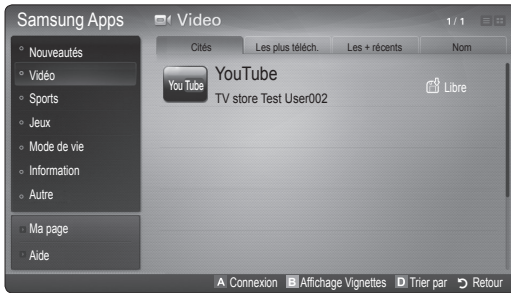 Samsung Apps
Video
1 / 1
Nouveautés
Vidéo
Sports
Jeux
Mode de vie
Information
Autre
Ma page
Aide
Cités
Les plus téléch.
Les + récents
Nom
You Tube
YouTube
TV store Test User002
Libre
A Connexion B Affichage Vignettes D Trier par Retour